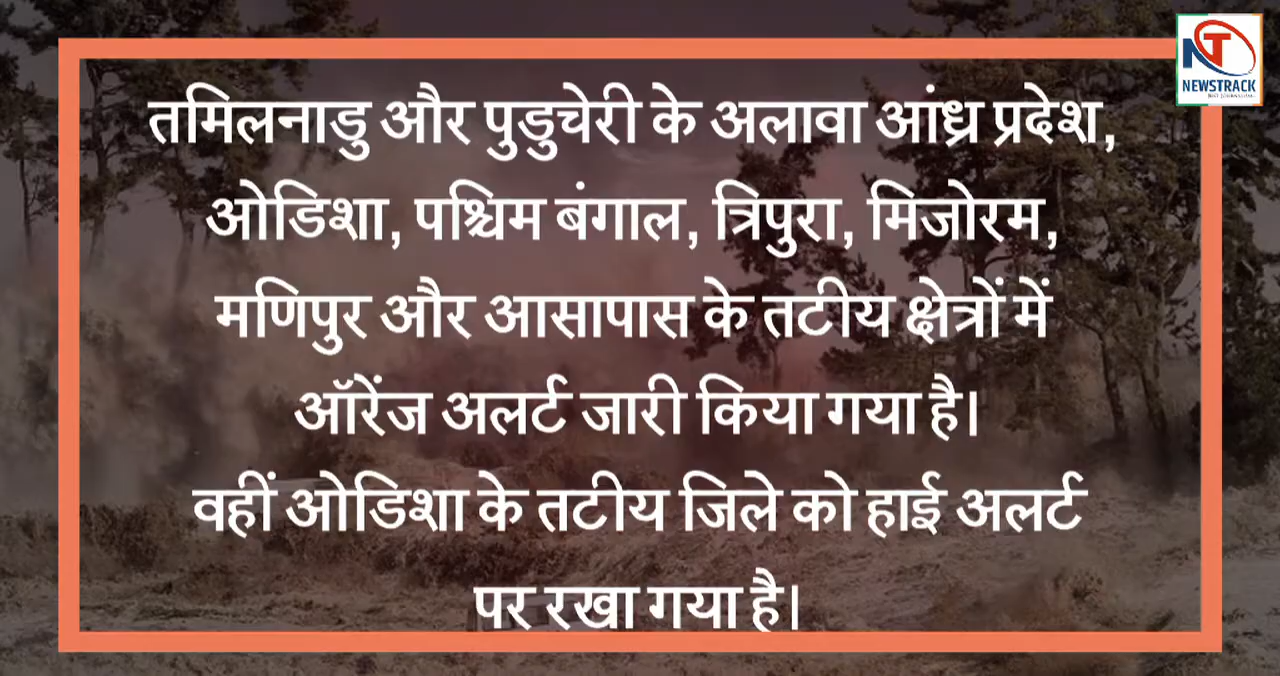 NT
NEWSTRACK
तमिलनाडु और पुडुचेरी के अलावा आंध्र प्रदेश,
ओडिशा, पश्चिम बंगाल, त्रिपुरा, मिजोरम,
मणिपुर और आसापास के तटीय क्षेत्रों में
ऑरेंज अलर्ट जारी किया गया है।
वहीं ओडिशा के तटीय जिले को हाई अलर्ट
पर रखा गया है।